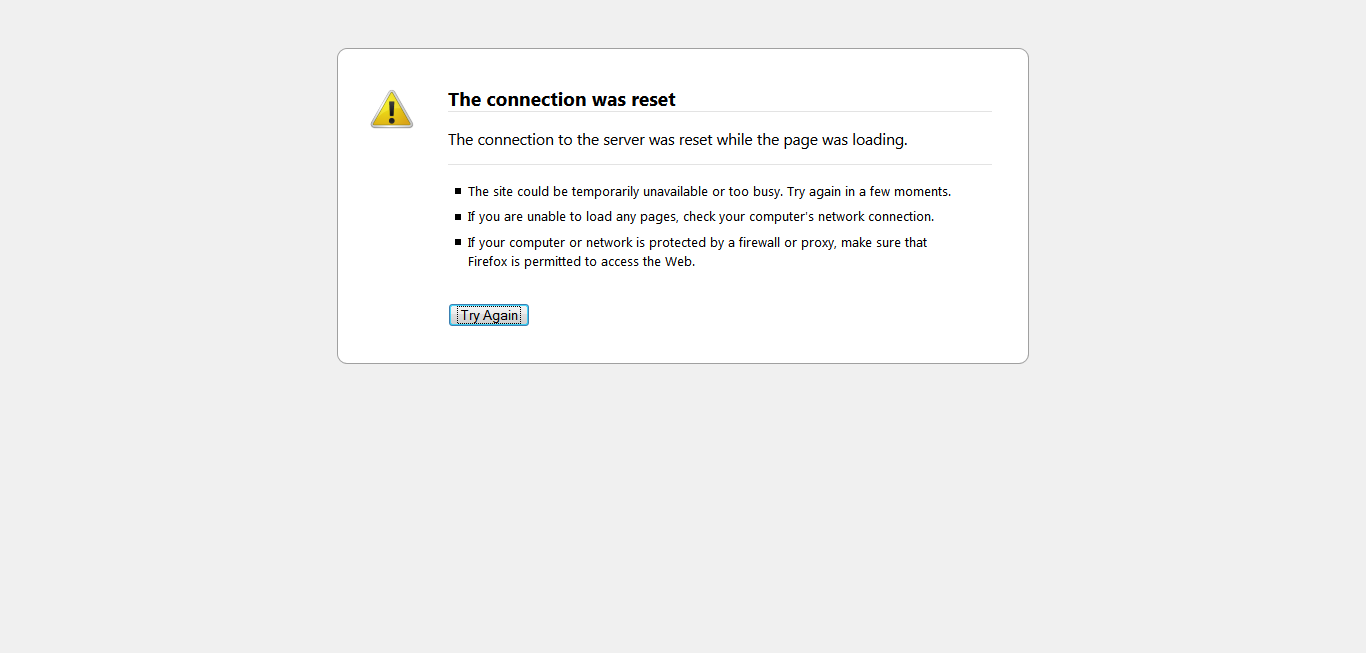 The connection was reset
The connection to the server was reset while the page was loading.
The site could be temporarily unavailable or too busy. Try again in a few moments.
If you are unable to load any pages, check your computer's network connection.
If your computer or network is protected by a firewall or proxy, make sure that
Firefox is permitted to access the Web.
Try Again